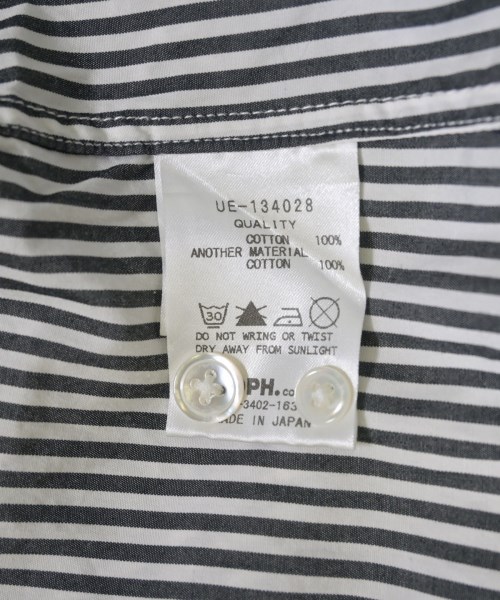 UE-134028
QUALITY
COTTON 100%
ANOTHER MATERIAL
COTTON 100%
30
DO NOT WRING OR TWIST
DRY AWAY FROM SUNLIGHT
PH.co
-3402-163
MADE IN JAPAN